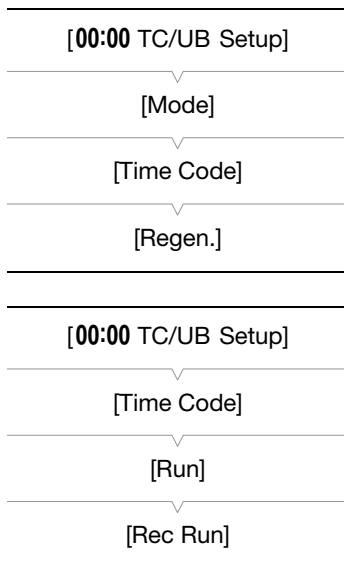 [00:00 TC/UB Setup]
[Mode]
[Time Code]
[Regen.]
[00:00 TC/UB Setup]
[Time Code]
[Run]
[Rec Run]